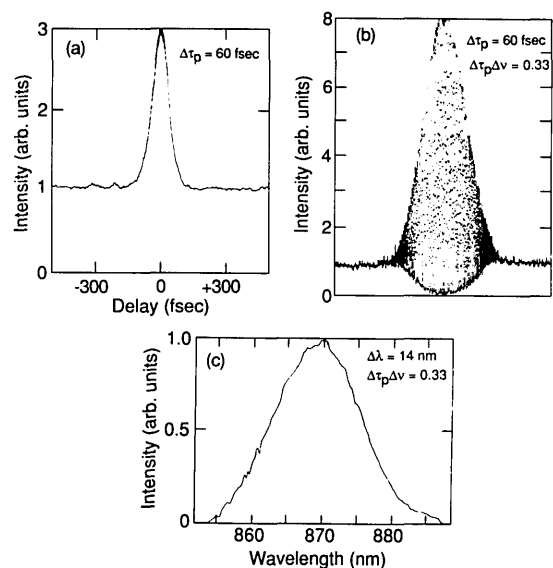 (a)
Δτp = 60 fsec
Intensity (arb. units)
3
2
1
0
-300
0
+300
Delay (fsec)
(b)
Δτp = 60 fsec
ΔτpΔν = 0.33
Intensity (arb. units)
8
6
4
2
0
(c)
Δλ = 14 nm
ΔτpΔν = 0.33
Intensity (arb. units)
1.0
0.5
0
860
870
880
Wavelength (nm)